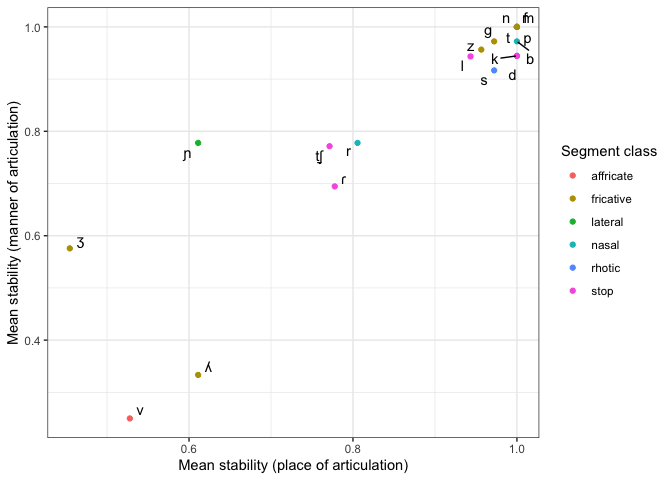 Mean stability (manner of articulation)
1.0
0.8
0.6
0.4
n f m
g
z t p
k b
l
s d
ɲ tʃ r
ɾ
ʒ
ʎ
v
0.6 0.8 1.0
Mean stability (place of articulation)
Segment class
affricate
fricative
lateral
nasal
rhotic
stop